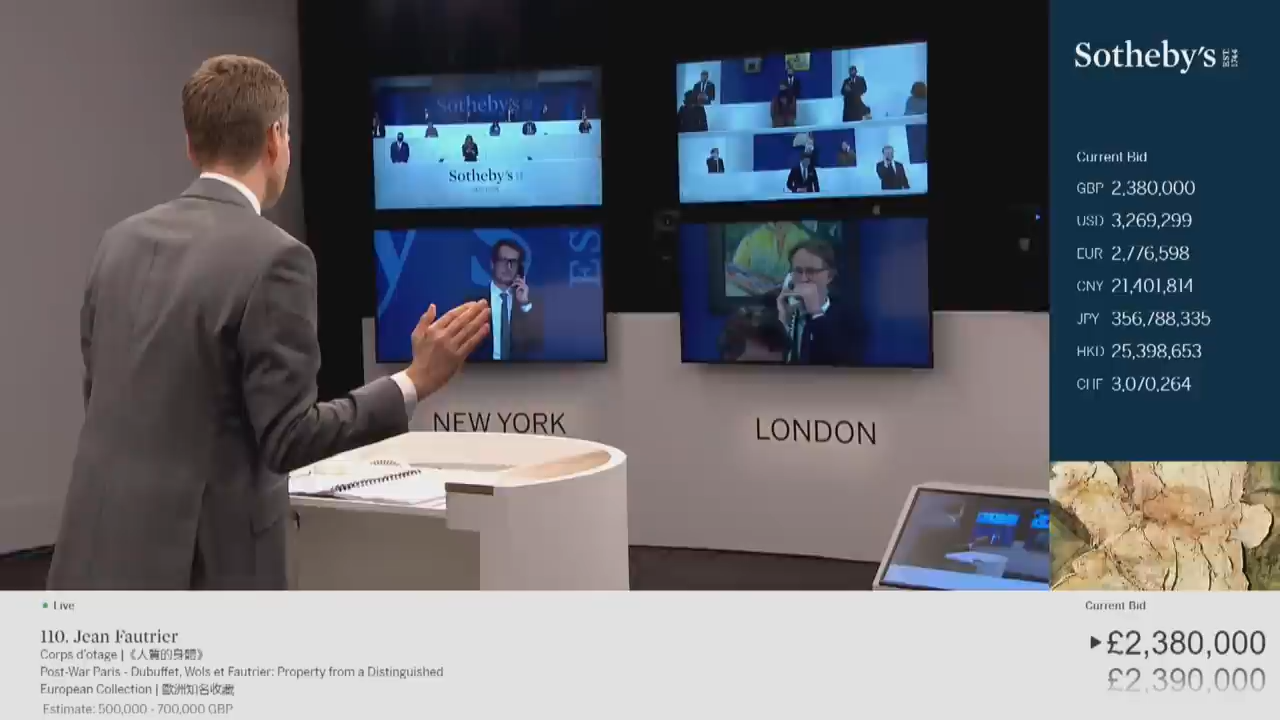 Sotheby's EST. 1744
Sotheby's
Sotheby's
ES
NEW YORK
LONDON
Current Bid
GBP 2,380,000
USD 3,269,299
EUR 2,776,598
CNY 21,401,814
JPY 356,788,335
HKD 25,398,653
CHF 3,070,264
Live
110. Jean Fautrier
Corps d'otage | 《人質的身體》
Post-War Paris - Dubuffet, Wols et Fautrier: Property from a Distinguished
European Collection | 歐洲知名收藏
Estimate: 500,000 - 700,000 GBP
Current Bid
£2,380,000
£2,390,000